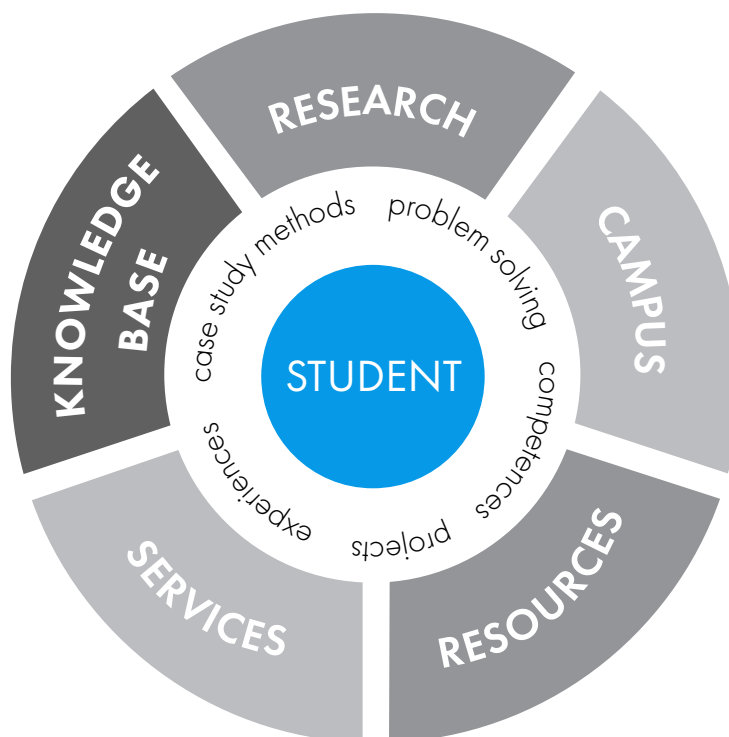 RESEARCH
CAMPUS
RESOURCES
SERVICES
KNOWLEDGE
BASE
case study methods
problem solving
competences
projects
experiences
STUDENT